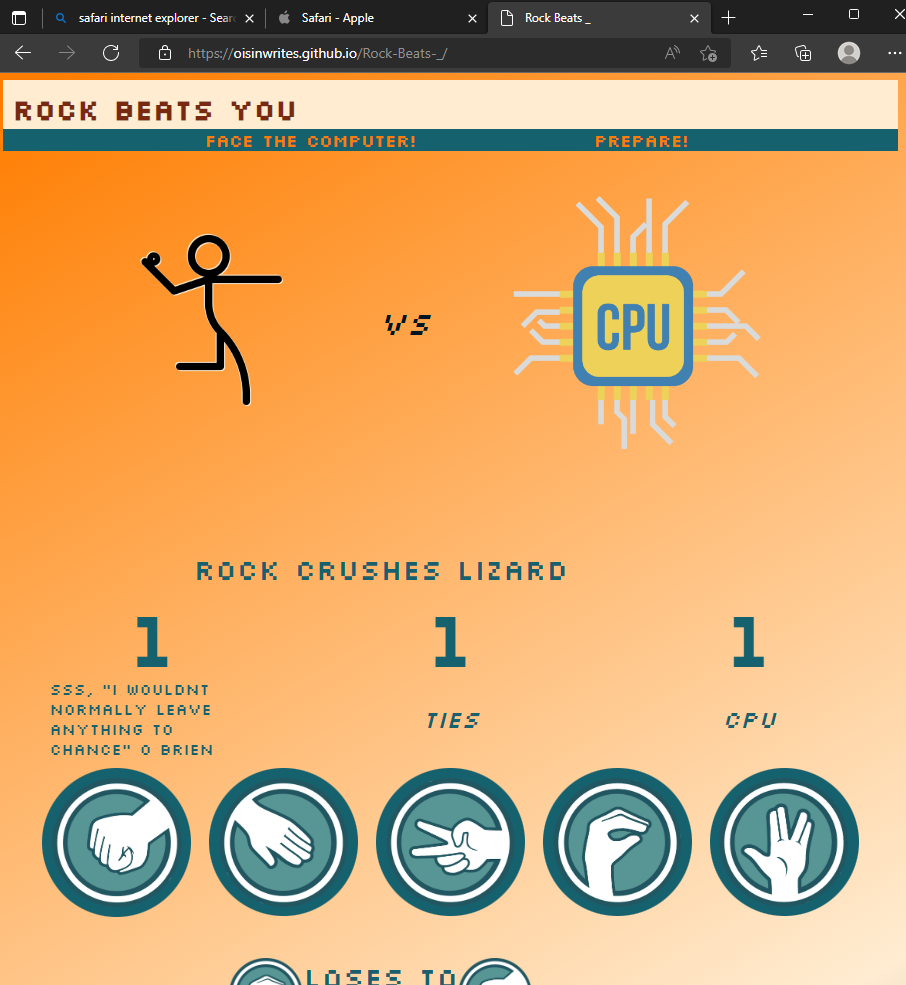 safari internet explorer - Sear
Safari - Apple
Rock Beats _
https://oisinwrites.github.io/Rock-Beats-_/
ROCK BEATS YOU
FACE THE COMPUTER! PREPARE!
VS
CPU
ROCK CRUSHES LIZARD
1 1 1
SSS, "I WOULDNT
NORMALLY LEAVE
ANYTHING TO
CHANCE" O BRIEN
TIES
CPU
LOSES TO